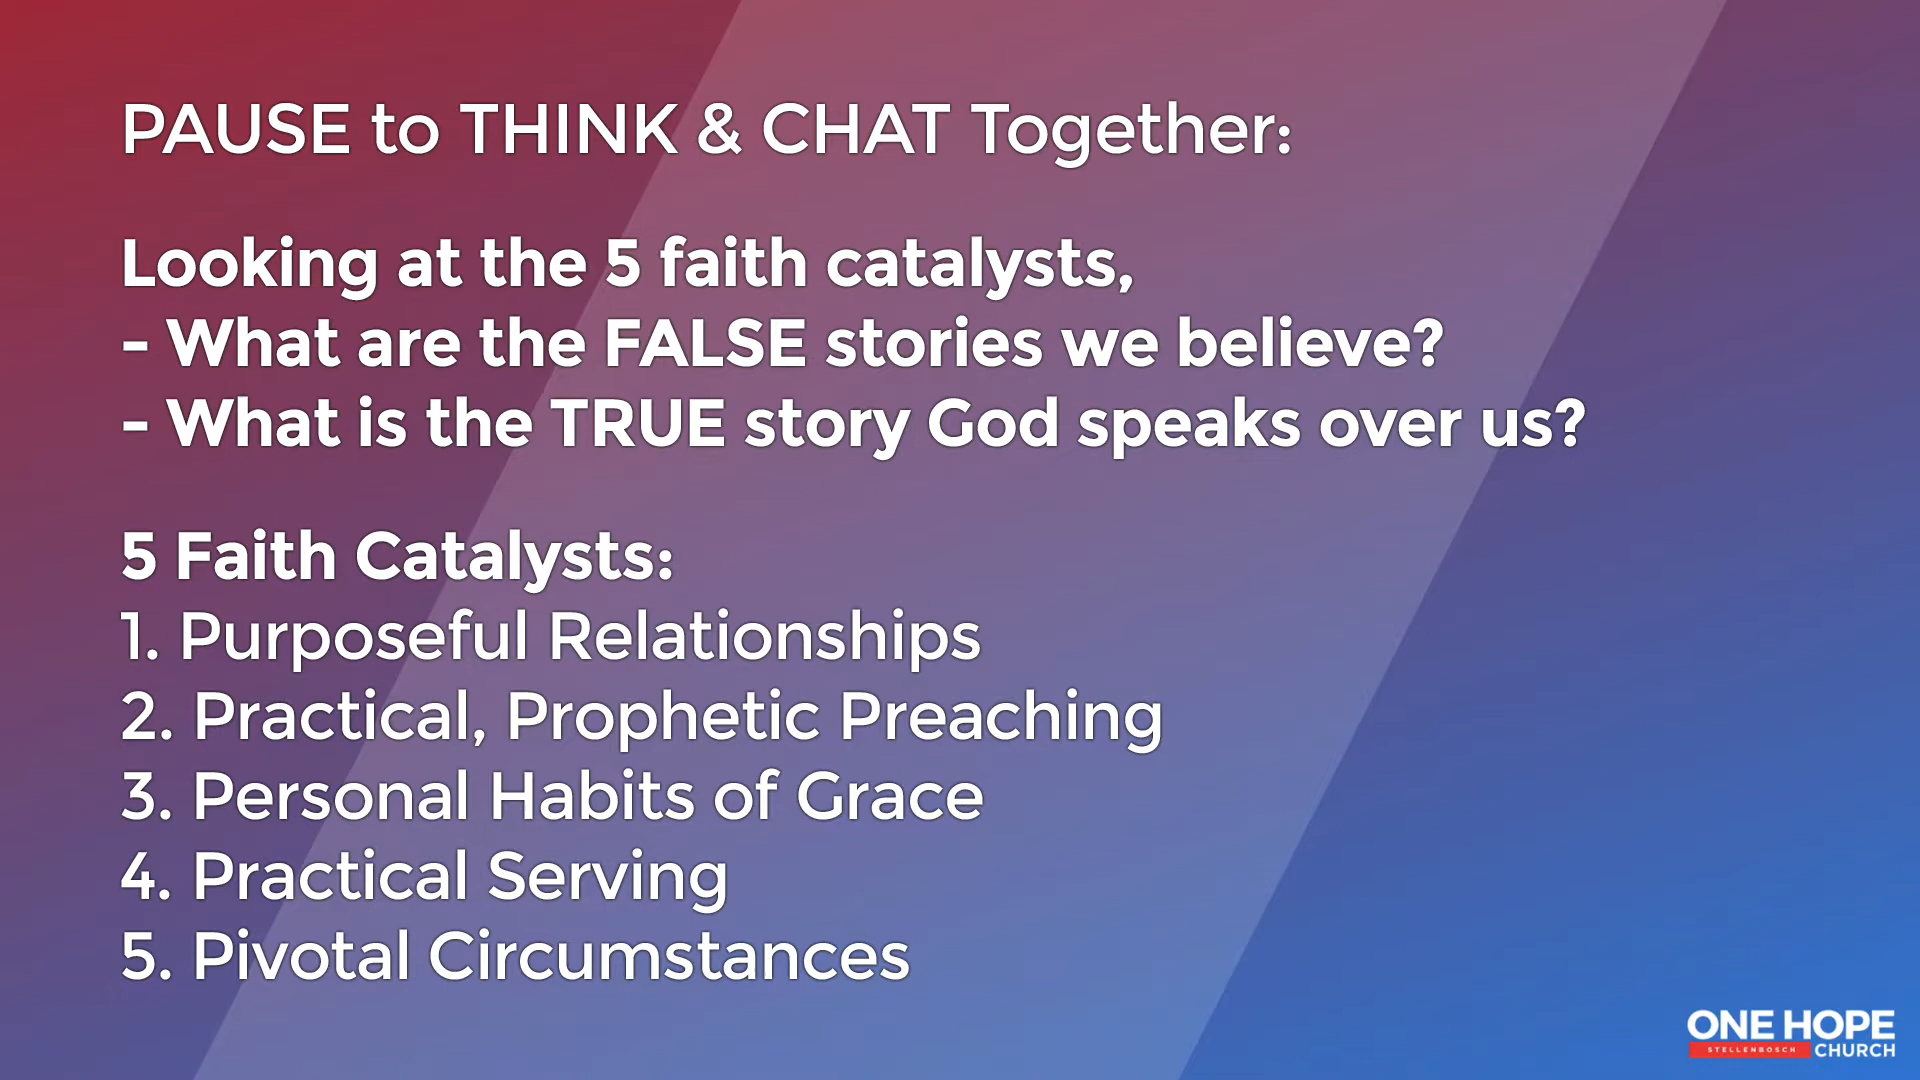 PAUSE to THINK & CHAT Together:
Looking at the 5 faith catalysts,
- What are the FALSE stories we believe?
- What is the TRUE story God speaks over us?
5 Faith Catalysts:
1. Purposeful Relationships
2. Practical, Prophetic Preaching
3. Personal Habits of Grace
4. Practical Serving
5. Pivotal Circumstances
ONE HOPE
STELLENBOSCH CHURCH